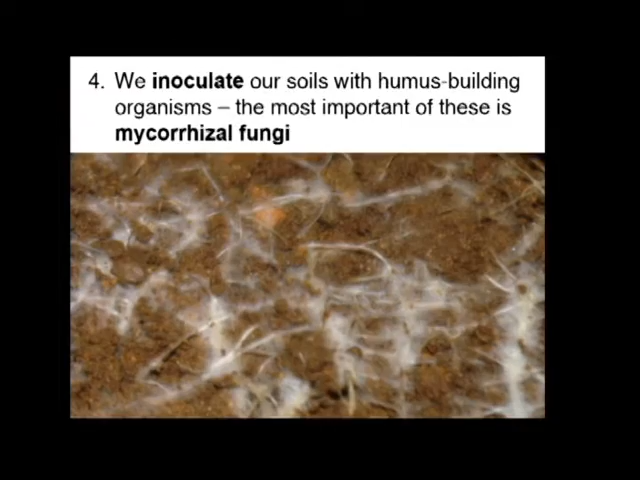 4. We inoculate our soils with humus-building
organisms – the most important of these is
mycorrhizal fungi